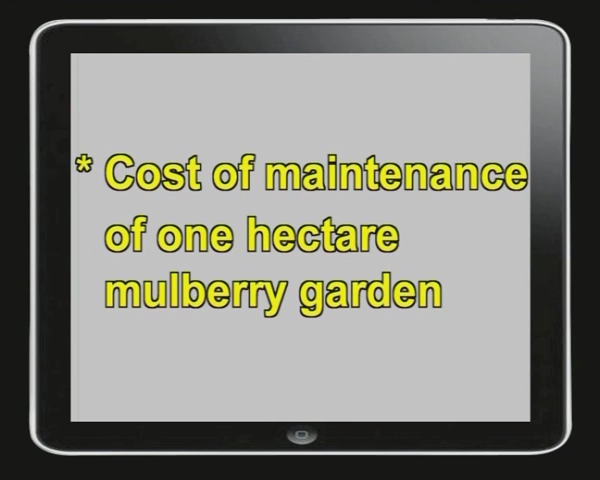 * Cost of maintenance
of one hectare
mulberry garden